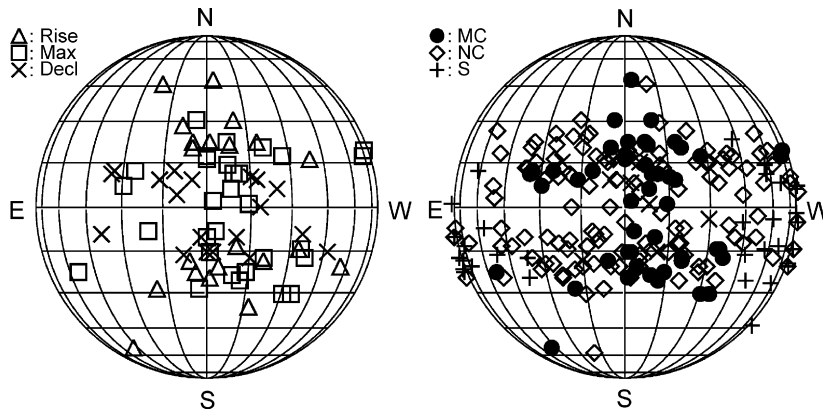 N
△: Rise
□: Max
×: Decl
E
W
S
N
●: MC
◇: NC
+: S
E
W
S